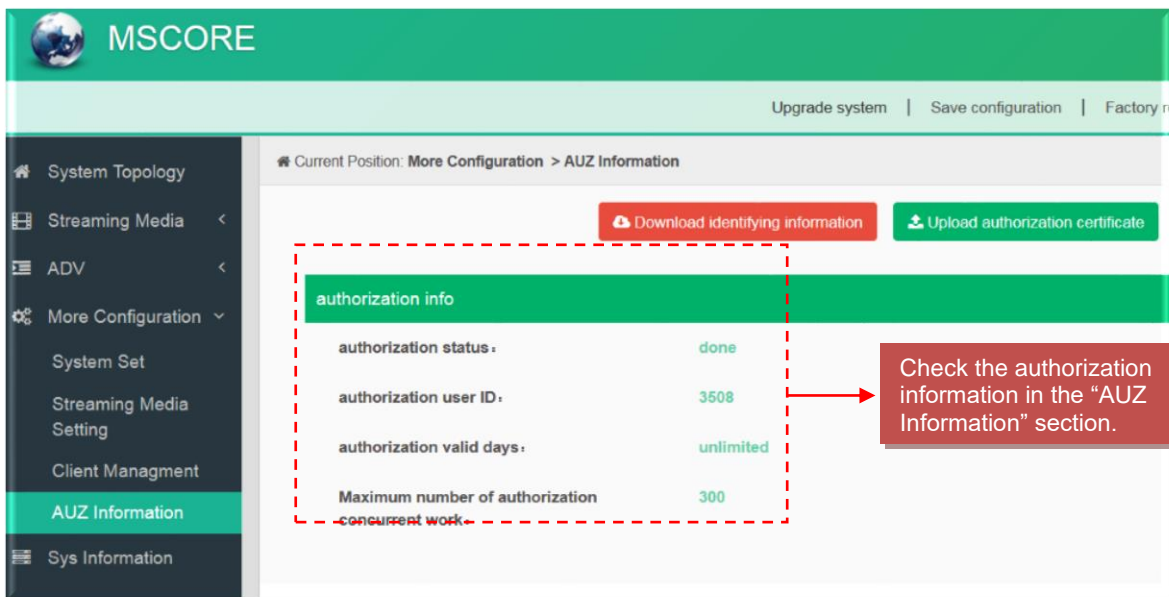 MSCORE
Upgrade system | Save configuration | Factory
Current Position: More Configuration > AUZ Information
System Topology
Streaming Media
ADV
More Configuration
System Set
Streaming Media
Setting
Client Managment
AUZ Information
Sys Information
Download identifying information
Upload authorization certificate
authorization info
authorization status: done
authorization user ID: 3508
authorization valid days: unlimited
Maximum number of authorization 300
concurrent work:
Check the authorization
information in the “AUZ
Information” section.